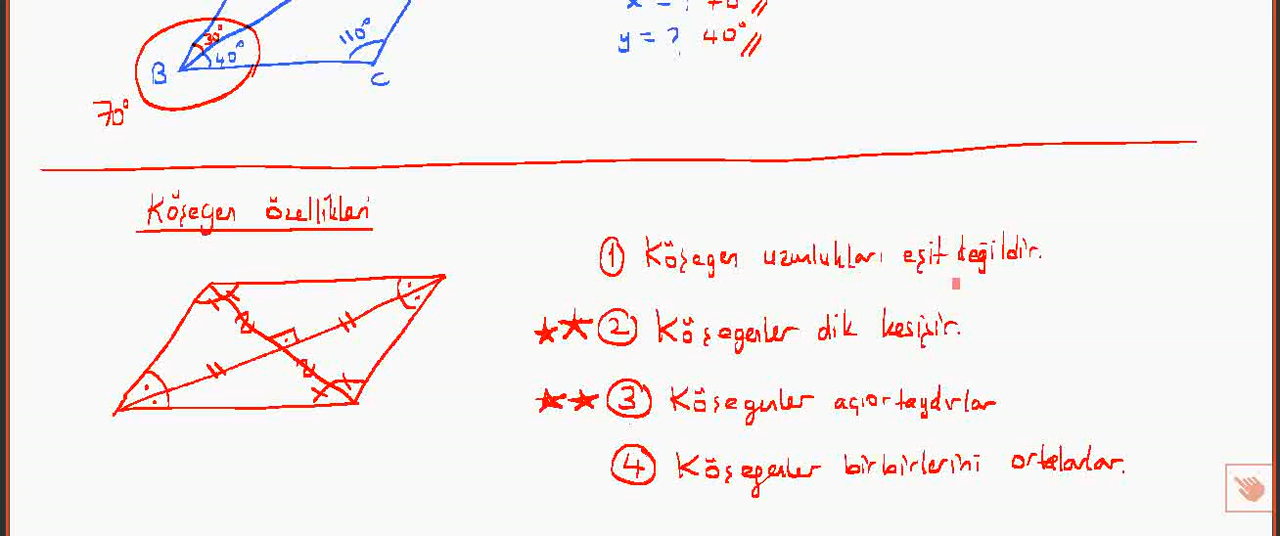 x = ? 70°
y = ? 40°
30°
40°
110°
B
C
70°
Köşegen özellikleri
① Köşegen uzunlukları eşit değildir.
★★ ② Köşegenler dik kesişir.
★★ ③ Köşegenler açıortaydırlar
④ Köşegenler birbirlerini ortalarlar.